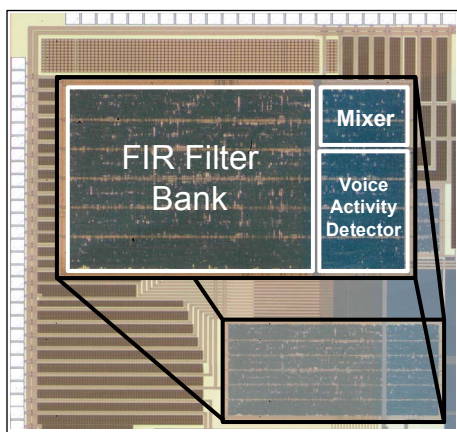 FIR Filter
Bank
Mixer
Voice
Activity
Detector